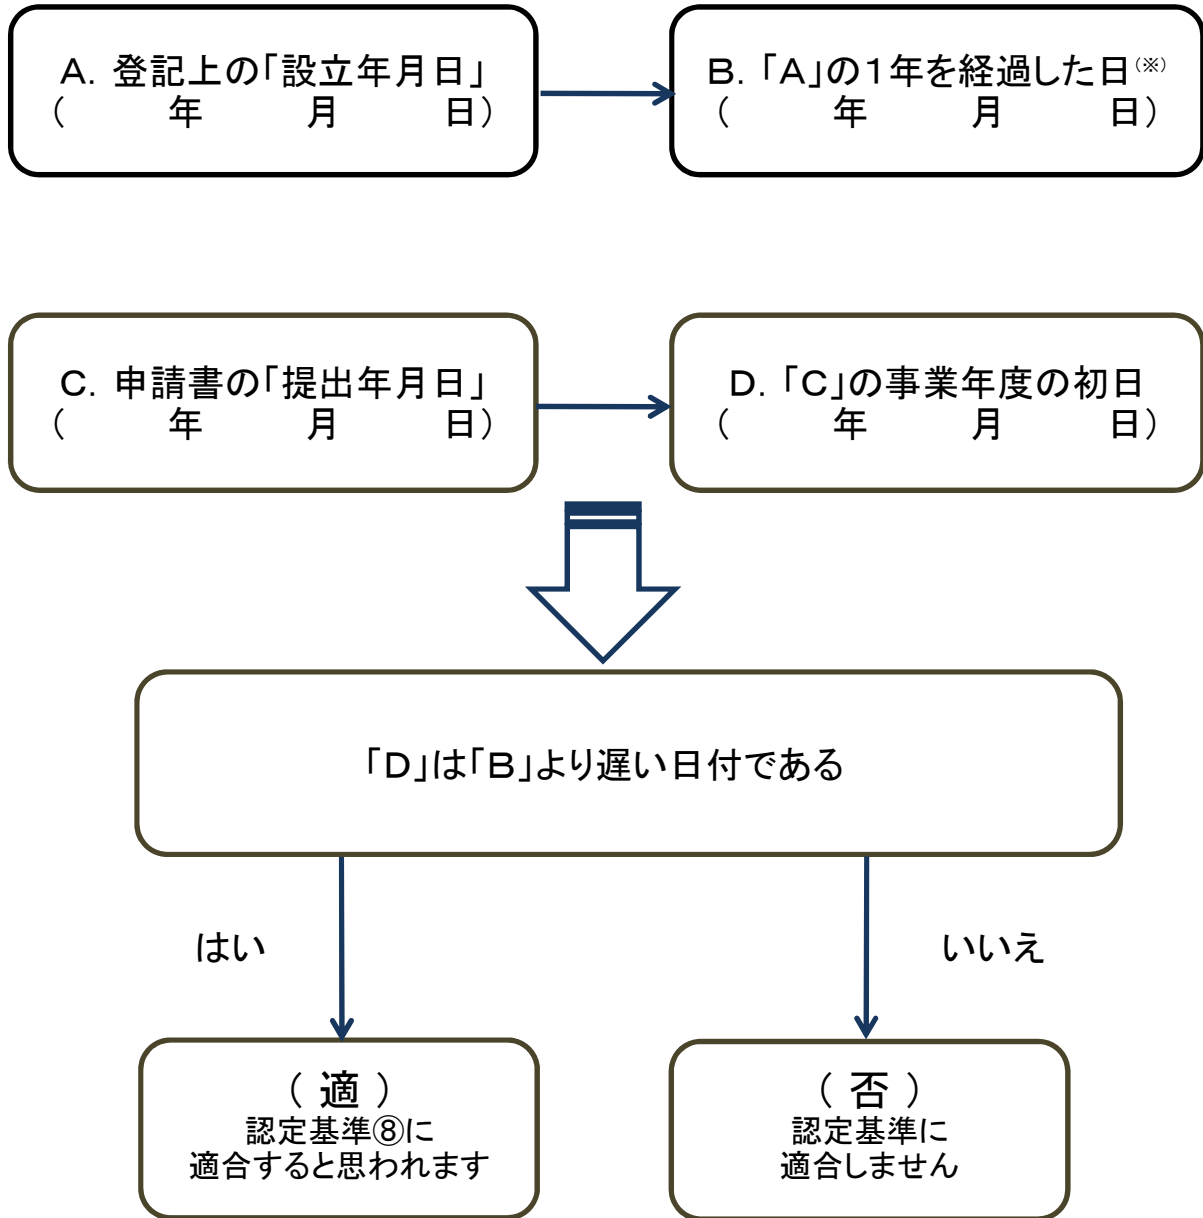 A. 登記上の「設立年月日」
( 年 月 日)
B. 「A」の1年を経過した日(※)
( 年 月 日)
C. 申請書の「提出年月日」
( 年 月 日)
D. 「C」の事業年度の初日
( 年 月 日)
「D」は「B」より遅い日付である
はい
いいえ
( 適 )
認定基準⑧に
適合すると思われます
( 否 )
認定基準に
適合しません